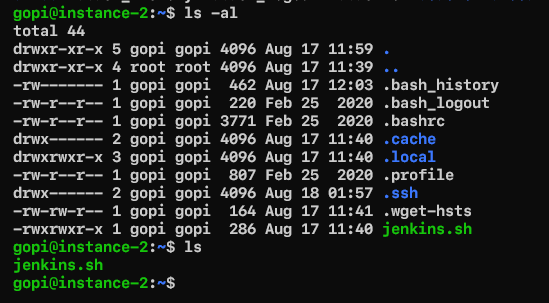 gopi@instance-2:~$ ls -al
total 44
drwxr-xr-x 5 gopi gopi 4096 Aug 17 11:59 .
drwxr-xr-x 4 root root 4096 Aug 17 11:39 ..
-rw------- 1 gopi gopi  462 Aug 17 12:03 .bash_history
-rw-r--r-- 1 gopi gopi  220 Feb 25  2020 .bash_logout
-rw-r--r-- 1 gopi gopi 3771 Feb 25  2020 .bashrc
drwx------ 2 gopi gopi 4096 Aug 17 11:40 .cache
drwxrwxr-x 3 gopi gopi 4096 Aug 17 11:40 .local
-rw-r--r-- 1 gopi gopi  807 Feb 25  2020 .profile
drwx------ 2 gopi gopi 4096 Aug 18 01:57 .ssh
-rw-rw-r-- 1 gopi gopi  164 Aug 17 11:41 .wget-hsts
-rwxrwxr-x 1 gopi gopi  286 Aug 17 11:40 jenkins.sh
gopi@instance-2:~$ ls
jenkins.sh
gopi@instance-2:~$